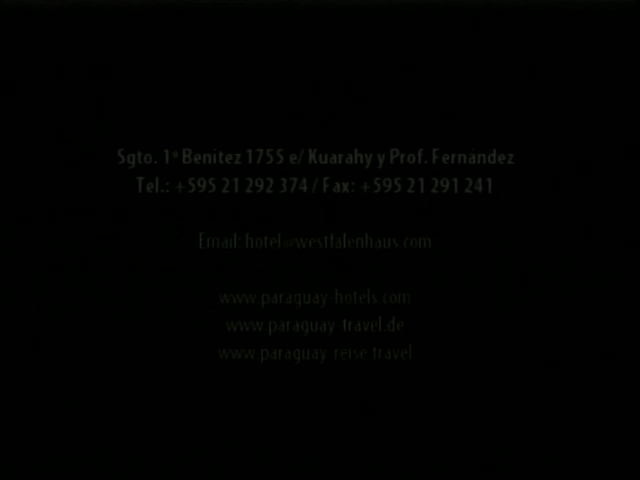 Sgto. 1º Benitez 1755 e/ Kuarahy y Prof. Fernández
Tel.: +595 21 292 374 / Fax: +595 21 291 241
Email: hotel@westfalenhaus.com
www.paraguay-hotels.com
www.paraguay-travel.de
www.paraguay-reise.travel